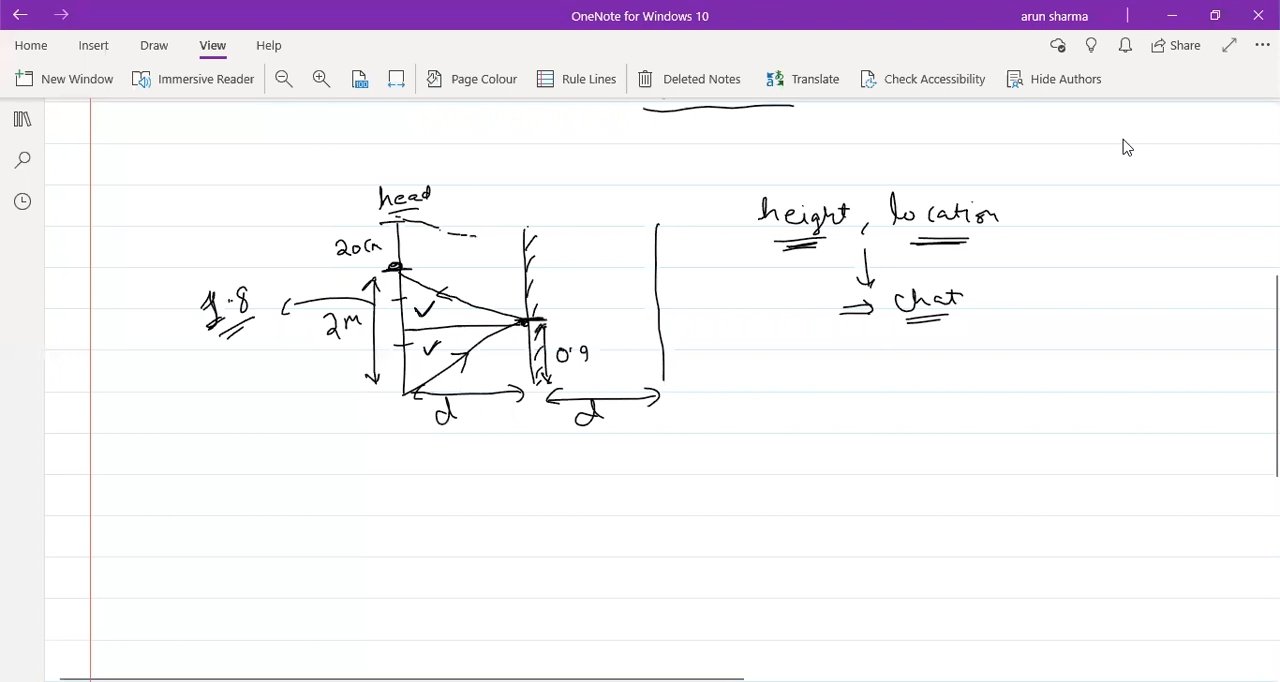 OneNote for Windows 10
arun sharma
Home Insert Draw View Help
Share
New Window Immersive Reader 100 Page Colour Rule Lines Deleted Notes Translate Check Accessibility Hide Authors
head
20cm
height, location
1.8
2m
chat
0.9
d
d